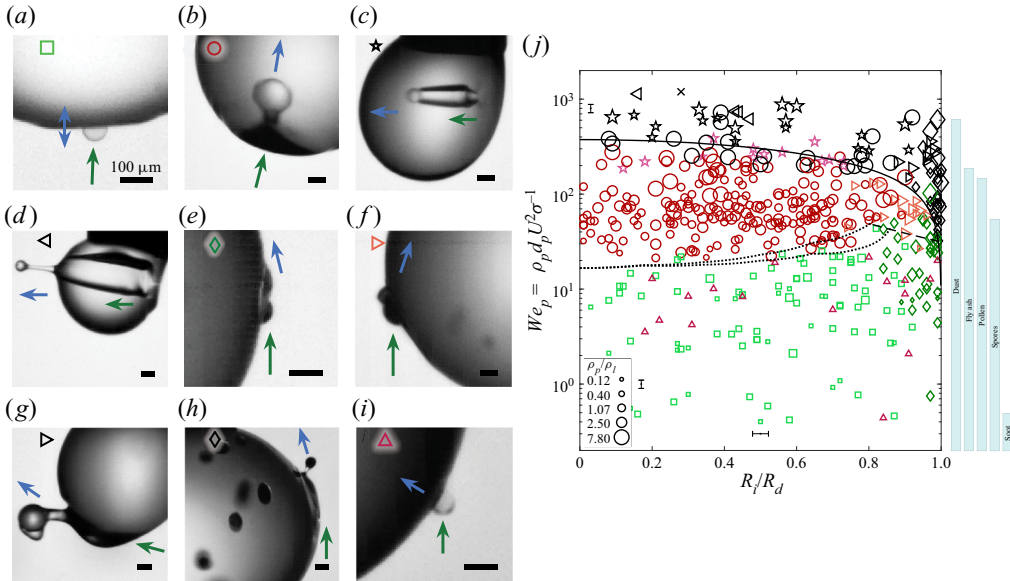 (a)
(b)
(c)
100 μm
(d)
(e)
(f)
(g)
(h)
(i)
(j)
We_p = ρ_p d_p U²σ⁻¹
10³
10²
10¹
10⁰
ρ_p/ρ_l
0.12
0.40
1.07
2.50
7.80
0
0.2
0.4
0.6
0.8
1.0
R_i/R_d
Dust
Fly ash
Pollen
Spores
Soot